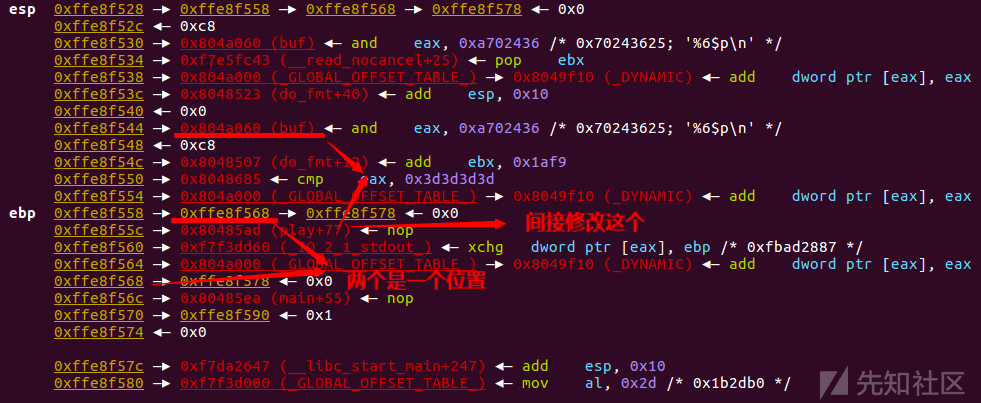 esp 0xffe8f528 —▸ 0xffe8f558 —▸ 0xffe8f568 —▸ 0xffe8f578 ◂— 0x0
0xffe8f52c ◂— 0xc8
0xffe8f530 —▸ 0x804a060 (buf) ◂— and eax, 0xa702436 /* 0x70243625; '%6$p\n' */
0xffe8f534 —▸ 0xf7e5fc43 (__read_nocancel+25) ◂— pop ebx
0xffe8f538 —▸ 0x804a000 (_GLOBAL_OFFSET_TABLE_) —▸ 0x8049f10 (_DYNAMIC) ◂— add dword ptr [eax], eax
0xffe8f53c —▸ 0x8048523 (do_fmt+40) ◂— add esp, 0x10
0xffe8f540 ◂— 0x0
0xffe8f544 —▸ 0x804a060 (buf) ◂— and eax, 0xa702436 /* 0x70243625; '%6$p\n' */
0xffe8f548 ◂— 0xc8
0xffe8f54c —▸ 0x8048507 (do_fmt+12) ◂— add ebx, 0x1af9
0xffe8f550 —▸ 0x8048685 ◂— cmp eax, 0x3d3d3d3d
0xffe8f554 —▸ 0x804a000 (_GLOBAL_OFFSET_TABLE_) —▸ 0x8049f10 (_DYNAMIC) ◂— add dword ptr [eax], eax
ebp 0xffe8f558 —▸ 0xffe8f568 —▸ 0xffe8f578 ◂— 0x0
间接修改这个
0xffe8f55c —▸ 0x80485ad (play+77) ◂— nop
0xffe8f560 —▸ 0xf7f3dd60 (_IO_2_1_stdout_) ◂— xchg dword ptr [eax], ebp /* 0xfbad2887 */
0xffe8f564 —▸ 0x804a000 (_GLOBAL_OFFSET_TABLE_) —▸ 0x8049f10 (_DYNAMIC) ◂— add dword ptr [eax], eax
0xffe8f568 —▸ 0xffe8f578 ◂— 0x0
两个是一个位置
0xffe8f56c —▸ 0x80485ea (main+55) ◂— nop
0xffe8f570 —▸ 0xffe8f590 ◂— 0x1
0xffe8f574 ◂— 0x0
0xffe8f57c —▸ 0xf7da2647 (__libc_start_main+247) ◂— add esp, 0x10
0xffe8f580 —▸ 0xf7f3d000 (_GLOBAL_OFFSET_TABLE_) ◂— mov al, 0x2d /* 0x1b2db0 */
先知社区